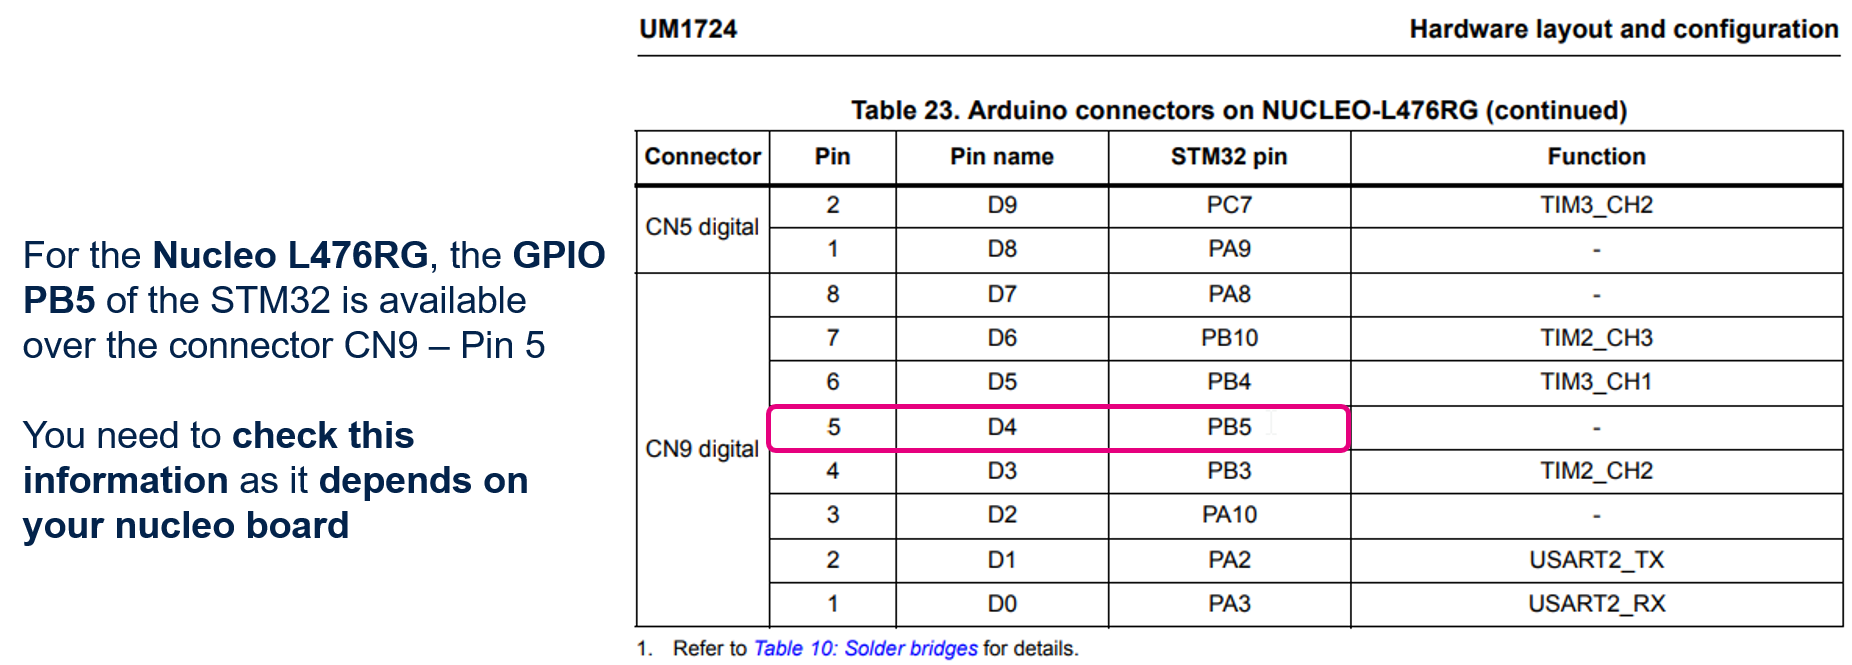 UM1724 Hardware layout and configuration
For the Nucleo L476RG, the GPIO
PB5 of the STM32 is available
over the connector CN9 – Pin 5
You need to check this
information as it depends on
your nucleo board
Table 23. Arduino connectors on NUCLEO-L476RG (continued)
Connector Pin Pin name STM32 pin Function
CN5 digital
2 D9 PC7 TIM3_CH2
1 D8 PA9 -
CN9 digital
8 D7 PA8 -
7 D6 PB10 TIM2_CH3
6 D5 PB4 TIM3_CH1
5 D4 PB5 -
4 D3 PB3 TIM2_CH2
3 D2 PA10 -
2 D1 PA2 USART2_TX
1 D0 PA3 USART2_RX
1. Refer to Table 10: Solder bridges for details.